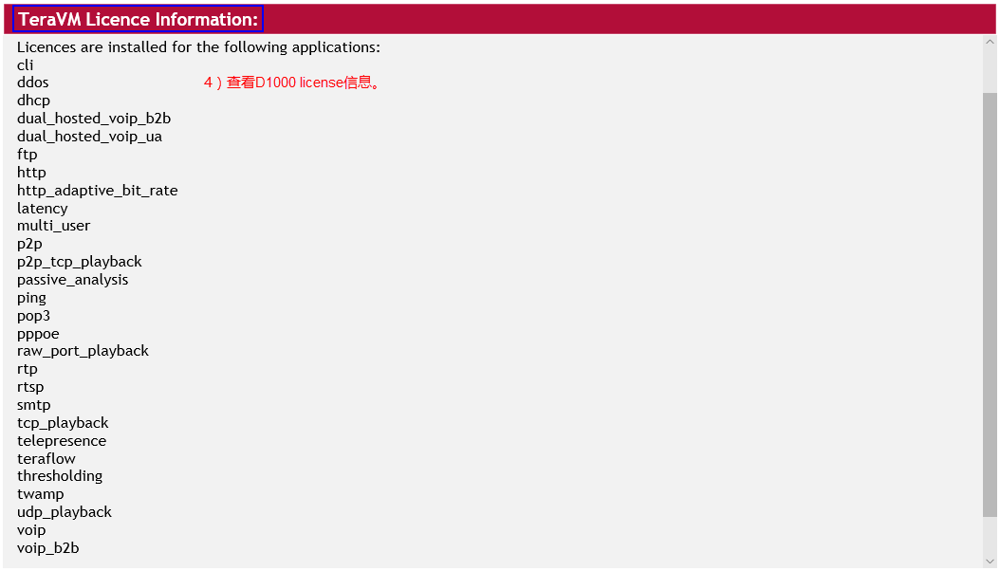 TeraVM Licence Information:
Licences are installed for the following applications:
cli
ddos
4）查看D1000 license信息。
dhcp
dual_hosted_voip_b2b
dual_hosted_voip_ua
ftp
http
http_adaptive_bit_rate
latency
multi_user
p2p
p2p_tcp_playback
passive_analysis
ping
pop3
pppoe
raw_port_playback
rtp
rtsp
smtp
tcp_playback
telepresence
teraflow
thresholding
twamp
udp_playback
voip
voip_b2b